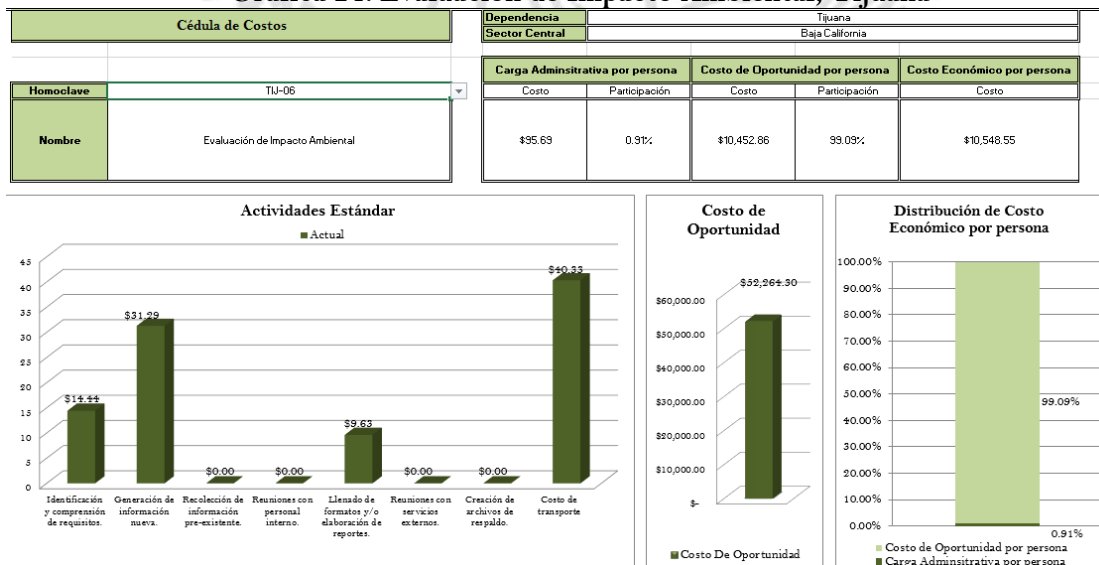 Gráfica 14. Evaluación de Impacto Ambiental, Tijuana
Cédula de Costos
Dependencia
Tijuana
Sector Central
Baja California
Carga Adminsitrativa por persona
Costo de Oportunidad por persona
Costo Económico por persona
Homoclave
TIJ-06
Costo
Participación
Costo
Participación
Costo
Nombre
Evaluación de Impacto Ambiental
$95.69
0.91%
$10,452.86
99.09%
$10,548.55
Actividades Estándar
Actual
45
40
35
30
25
20
15
10
5
0
$14.44
$31.29
$0.00
$0.00
$9.63
$0.00
$0.00
$40.33
Identificación
y comprensión
de requisitos.
Generación de
información
nueva.
Recolección de
información
pre-existente.
Reuniones con
personal
interno.
Llenado de
formatos y/o
elaboración de
reportes.
Reuniones con
servicios
externos.
Creación de
archivos de
respaldo.
Costo de
transporte
Costo de
Oportunidad
$52,264.30
$60,000.00
$50,000.00
$40,000.00
$30,000.00
$20,000.00
$10,000.00
$-
Costo De Oportunidad
Distribución de Costo
Económico por persona
100.00%
90.00%
80.00%
70.00%
60.00%
50.00%
40.00%
30.00%
20.00%
10.00%
0.00%
99.09%
0.91%
Costo de Oportunidad por persona
Carga Adminsitrativa por persona